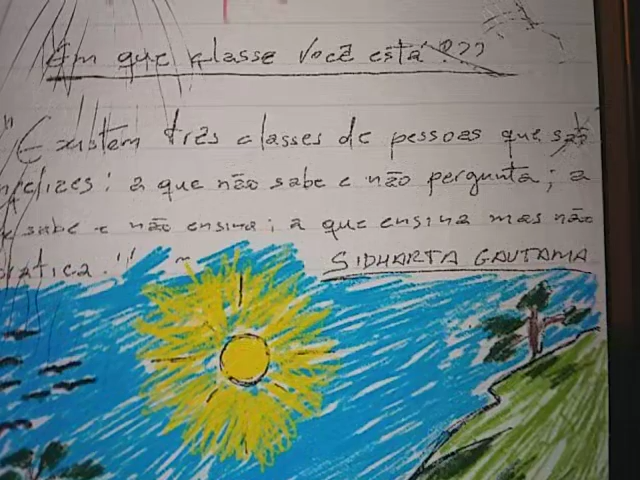 Em que classe você está???
"Existem três classes de pessoas que são
infelizes: a que não sabe e não pergunta; a
que sabe e não ensina; a que ensina mas não
pratica."
SIDHARTA GAUTAMA